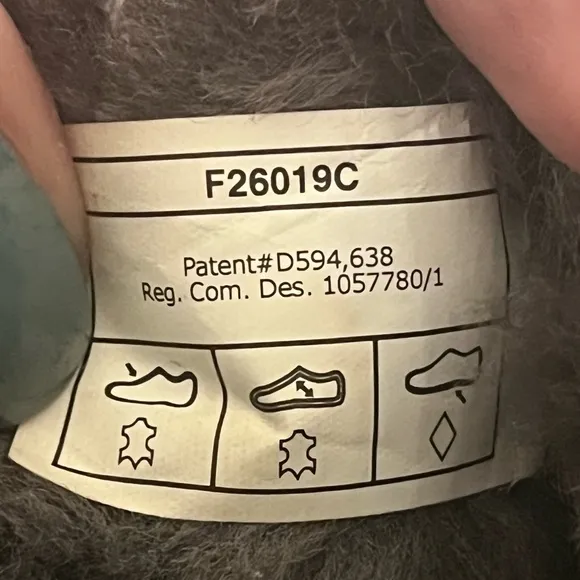 F26019C
Patent#D594,638
Reg. Com. Des. 1057780/1